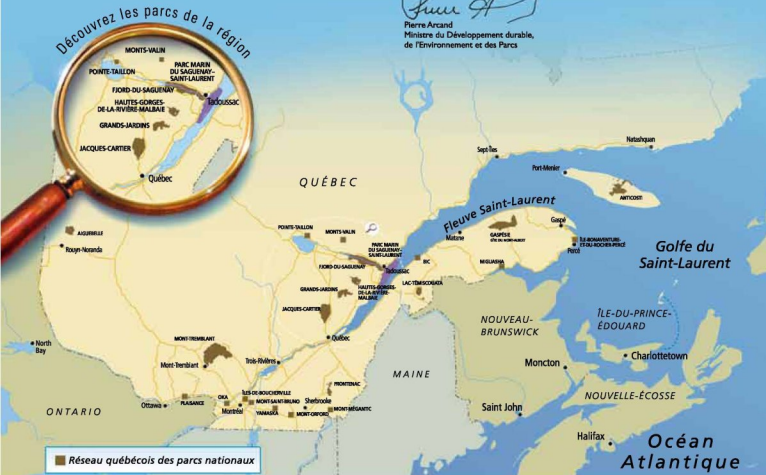 Découvrez les parcs de la région
Pierre Arcand
Ministre du Développement durable,
de l'Environnement et des Parcs
MONTS-VALIN
POINTE-TAILLON
PARC MARIN
DU SAGUENAY–
SAINT-LAURENT
FJORD-DU-SAGUENAY
HAUTES-GORGES-
DE-LA-RIVIÈRE-MALBAIE
Tadoussac
GRANDS-JARDINS
JACQUES-CARTIER
Québec
Natashquan
Sept-Îles
Port-Menier
ANTICOSTI
QUÉBEC
Fleuve Saint-Laurent
AIGUEBELLE
Rouyn-Noranda
POINTE-TAILLON
MONTS-VALIN
Matane
GASPÉSIE
Gaspé
ÎLE-BONAVENTURE-
ET-DU-ROCHER-PERCÉ
Percé
Golfe du
Saint-Laurent
PARC MARIN
DU SAGUENAY–
SAINT-LAURENT
FJORD-DU-SAGUENAY
Tadoussac
BIC
MIGUASHA
GRANDS-JARDINS
HAUTES-GORGES-
DE-LA-RIVIÈRE-
MALBAIE
LAC-TÉMISCOUATA
JACQUES-CARTIER
NOUVEAU-
BRUNSWICK
ÎLE-DU-PRINCE-
ÉDOUARD
North
Bay
MONT-TREMBLANT
Québec
Mont-Tremblant
Trois-Rivières
MAINE
Moncton
Charlottetown
FRONTENAC
ONTARIO
Ottawa
PLAISANCE
OKA
ÎLES-DE-BOUCHERVILLE
MONT-SAINT-BRUNO
Sherbrooke
Montréal
YAMASKA
MONT-ORFORD
MONT-MÉGANTIC
Saint John
NOUVELLE-ÉCOSSE
Halifax
Océan
Atlantique
Réseau québécois des parcs nationaux